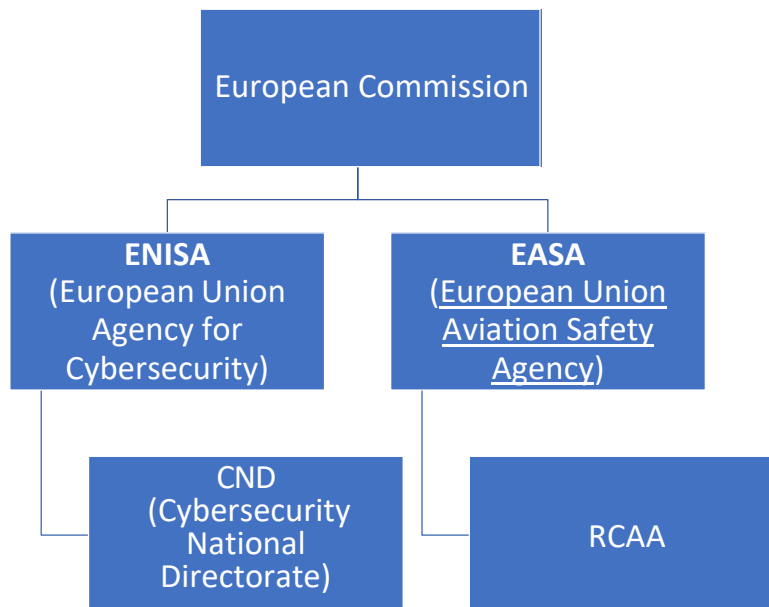 European Commission
ENISA
(European Union
Agency for
Cybersecurity)
EASA
(European Union
Aviation Safety
Agency)
CND
(Cybersecurity
National
Directorate)
RCAA